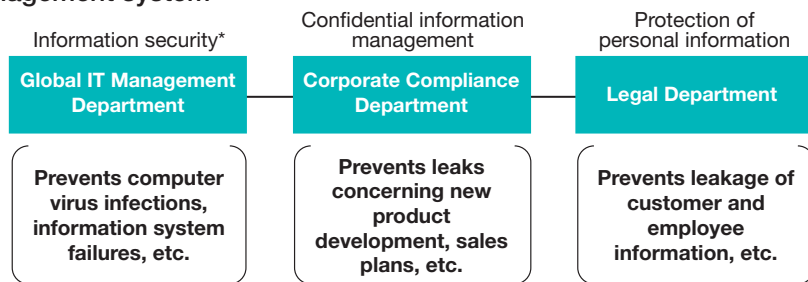 Information security*
Global IT Management
Department
Prevents computer
virus infections,
information system
failures, etc.
Confidential information
management
Corporate Compliance
Department
Prevents leaks
concerning new
product
development, sales
plans, etc.
Protection of
personal information
Legal Department
Prevents leakage of
customer and
employee
information, etc.